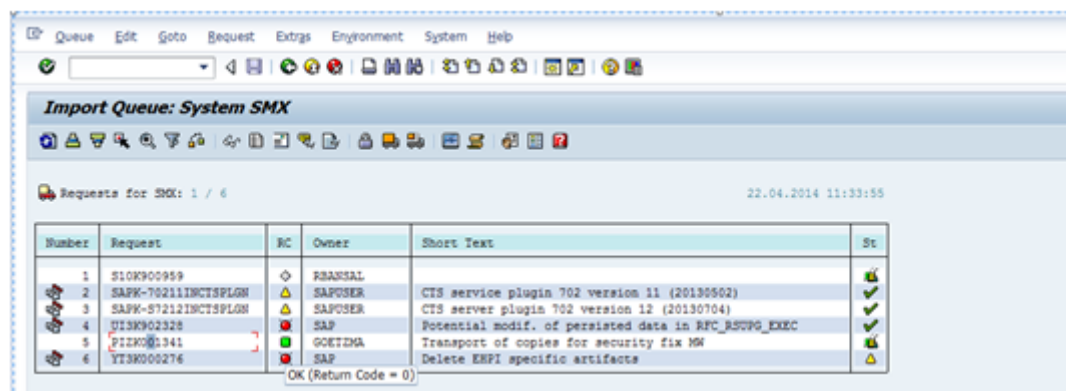 Queue Edit Goto Request Extras Environment System Help
Import Queue: System SMX
Requests for SMX: 1 / 6 22.04.2014 11:33:55
Number Request RC Owner Short Text St
1 S10K900959 RBANSAL
2 SAPK-70211INCTSPLGN SAPUSER CTS service plugin 702 version 11 (20130502)
3 SAPK-S7212INCTSPLGN SAPUSER CTS server plugin 702 version 12 (20130704)
4 UI3K902328 SAP Potential modif. of persisted data in RFC_RSUPG_EXEC
5 PIZK001341 GOETZMA Transport of copies for security fix MW
6 YT3K000276 SAP Delete EHPI specific artifacts
OK (Return Code = 0)